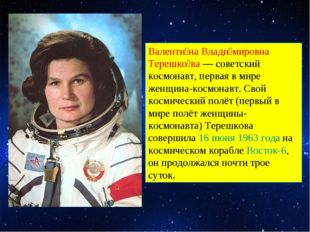 Валенти́на Влади́мировна
Терешко́ва — советский
космонавт, первая в мире
женщина-космонавт. Свой
космический полёт (первый в
мире полёт женщины-
космонавта) Терешкова
совершила 16 июня 1963 года на
космическом корабле Восток-6,
он продолжался почти трое
суток.